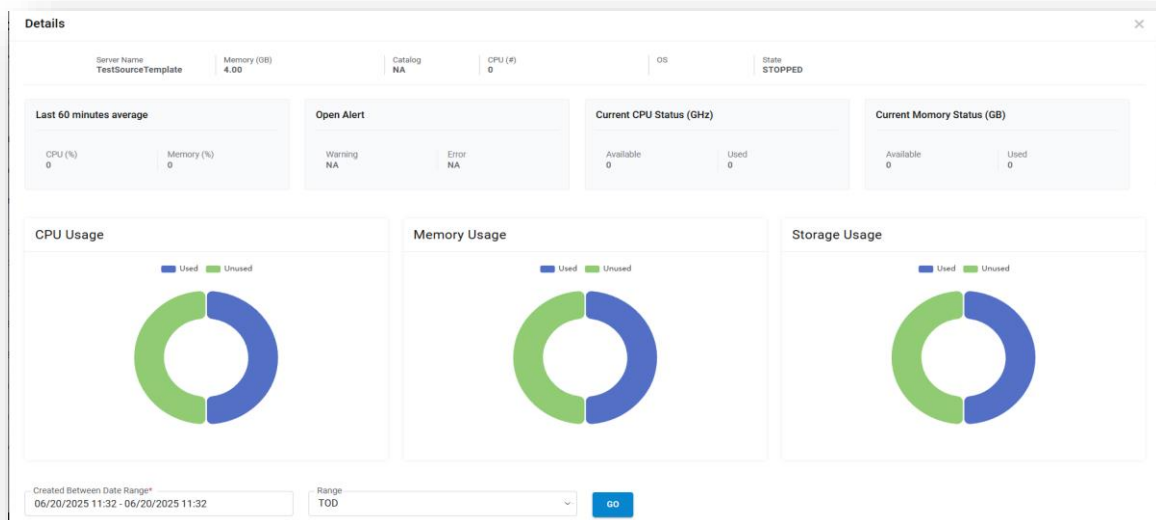 Details
Server Name Memory (GB) Catalog CPU (#) OS State
TestSourceTemplate 4.00 NA 0 STOPPED
Last 60 minutes average Open Alert Current CPU Status (GHz) Current Momory Status (GB)
CPU (%) Memory (%) Warning Error Available Used Available Used
0 0 NA NA 0 0 0 0
CPU Usage Memory Usage Storage Usage
Used Unused Used Unused Used Unused
Created Between Date Range* Range
06/20/2025 11:32 - 06/20/2025 11:32 TOD GO